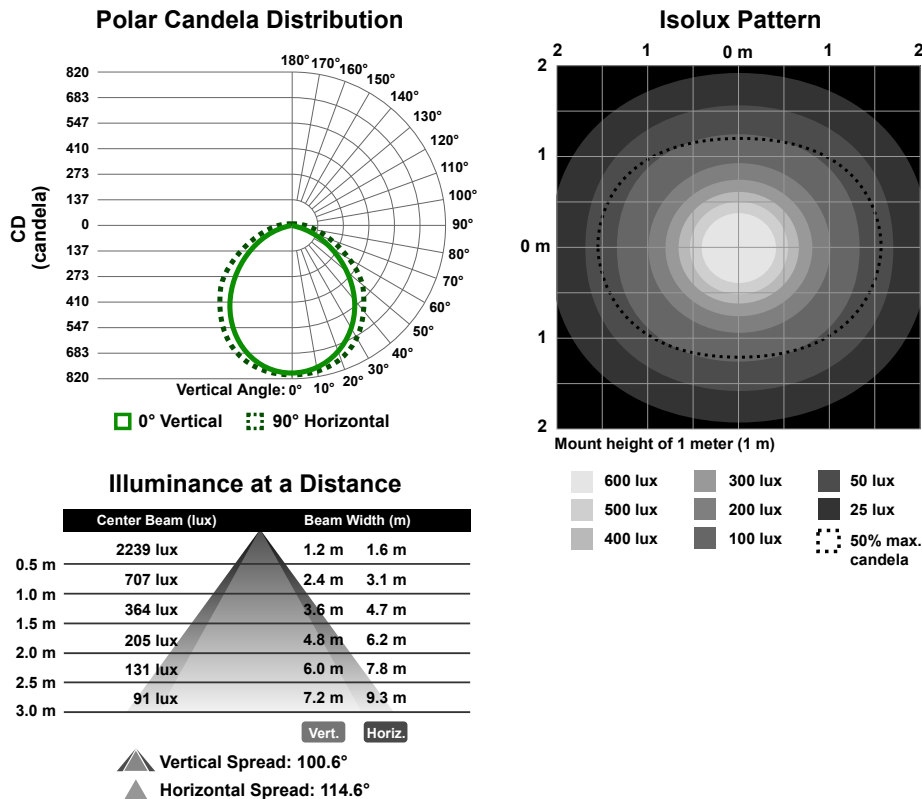 Polar Candela Distribution
820
683
547
410
273
137
0
137
273
410
547
683
820
CD
(candela)
180°
170°
160°
150°
140°
130°
120°
110°
100°
90°
80°
70°
60°
50°
40°
30°
20°
10°
Vertical Angle: 0°
0° Vertical 90° Horizontal
Isolux Pattern
2 1 0 m 1 2
2
1
0 m
1
2
Mount height of 1 meter (1 m)
600 lux 300 lux 50 lux
500 lux 200 lux 25 lux
400 lux 100 lux 50% max.
candela
Illuminance at a Distance
Center Beam (lux) Beam Width (m)
2239 lux 1.2 m 1.6 m
0.5 m
707 lux 2.4 m 3.1 m
1.0 m
364 lux 3.6 m 4.7 m
1.5 m
205 lux 4.8 m 6.2 m
2.0 m
131 lux 6.0 m 7.8 m
2.5 m
91 lux 7.2 m 9.3 m
3.0 m
Vert. Horiz.
Vertical Spread: 100.6°
Horizontal Spread: 114.6°